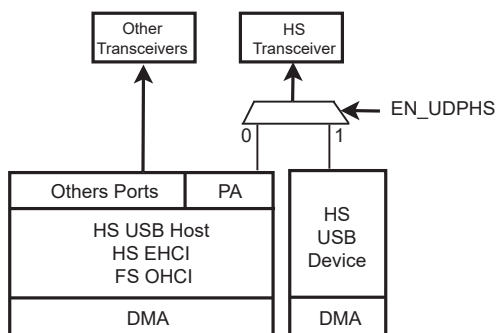 Other
Transceivers
HS
Transceiver
EN_UDPHS
0
1
Others Ports
PA
HS USB Host
HS EHCI
FS OHCI
DMA
HS
USB
Device
DMA